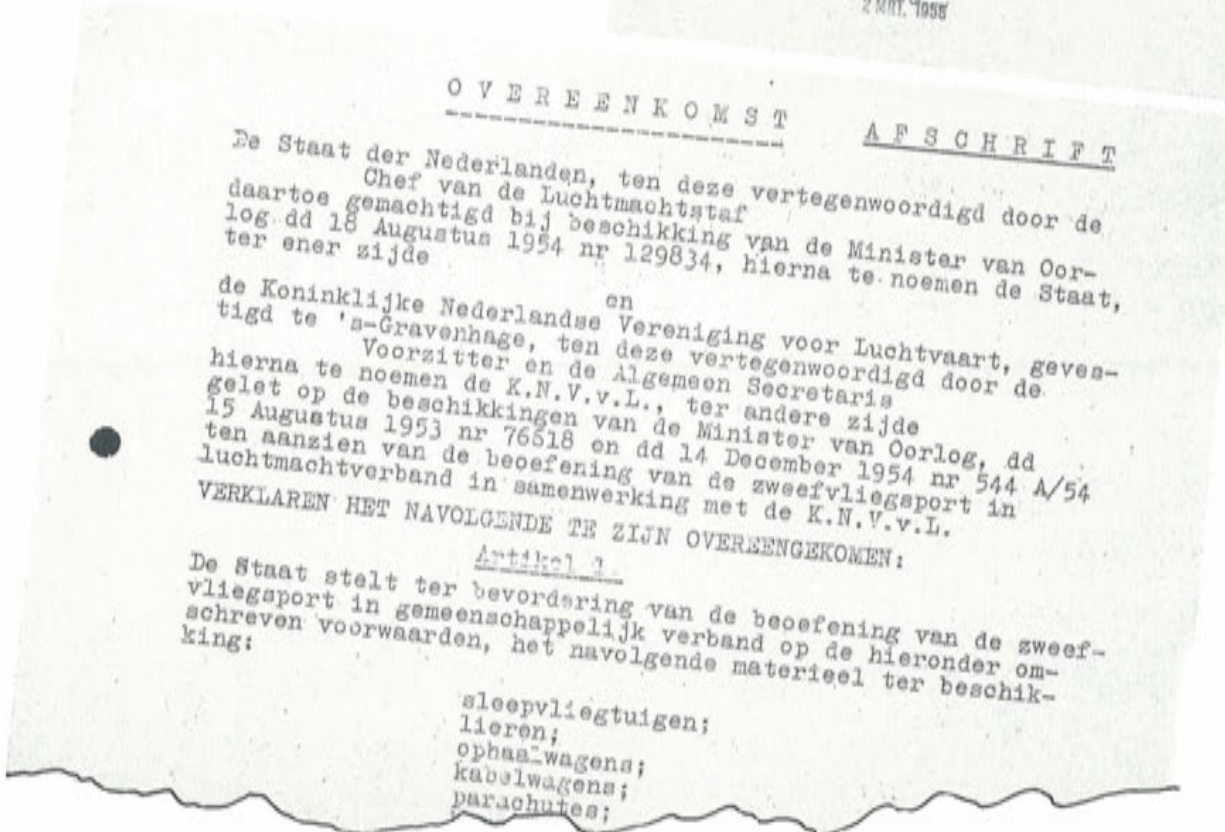 2 MRT. 1955
O V E R E E N K O M S T
A F S C H R I F T
De Staat der Nederlanden, ten deze vertegenwoordigd door de
Chef van de Luchtmachtstaf
daartoe gemachtigd bij beschikking van de Minister van Oor-
log dd 18 Augustus 1954 nr 129834, hierna te noemen de Staat,
ter ener zijde
en
de Koninklijke Nederlandse Vereniging voor Luchtvaart, geves-
tigd te 's-Gravenhage, ten deze vertegenwoordigd door de
Voorzitter en de Algemeen Secretaris
hierna te noemen de K.N.V.v.L., ter andere zijde
gelet op de beschikkingen van de Minister van Oorlog, dd
15 Augustus 1953 nr 76518 en dd 14 December 1954 nr 544 A/54
ten aanzien van de beoefening van de zweefvliegsport in
luchtmachtverband in samenwerking met de K.N.V.v.L.
VERKLAREN HET NAVOLGENDE TE ZIJN OVEREENGEKOMEN:
Artikel 1.
De Staat stelt ter bevordering van de beoefening van de zweef-
vliegsport in gemeenschappelijk verband op de hieronder om-
schreven voorwaarden, het navolgende materieel ter beschik-
king:
sleepvliegtuigen;
lieren;
ophaalwagens;
kabelwagens;
parachutes;